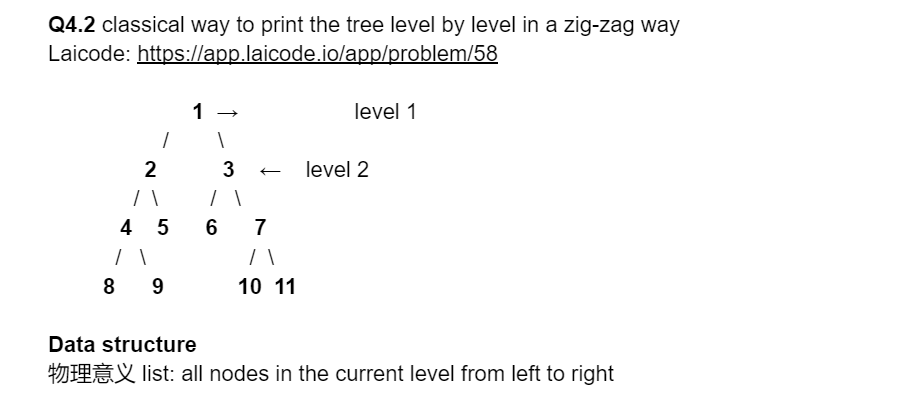 Q4.2 classical way to print the tree level by level in a zig-zag way
Laicode: https://app.laicode.io/app/problem/58
1 → level 1
/ \
2 3 ← level 2
/ \ / \
4 5 6 7
/ \ / \
8 9 10 11
Data structure
物理意义 list: all nodes in the current level from left to right